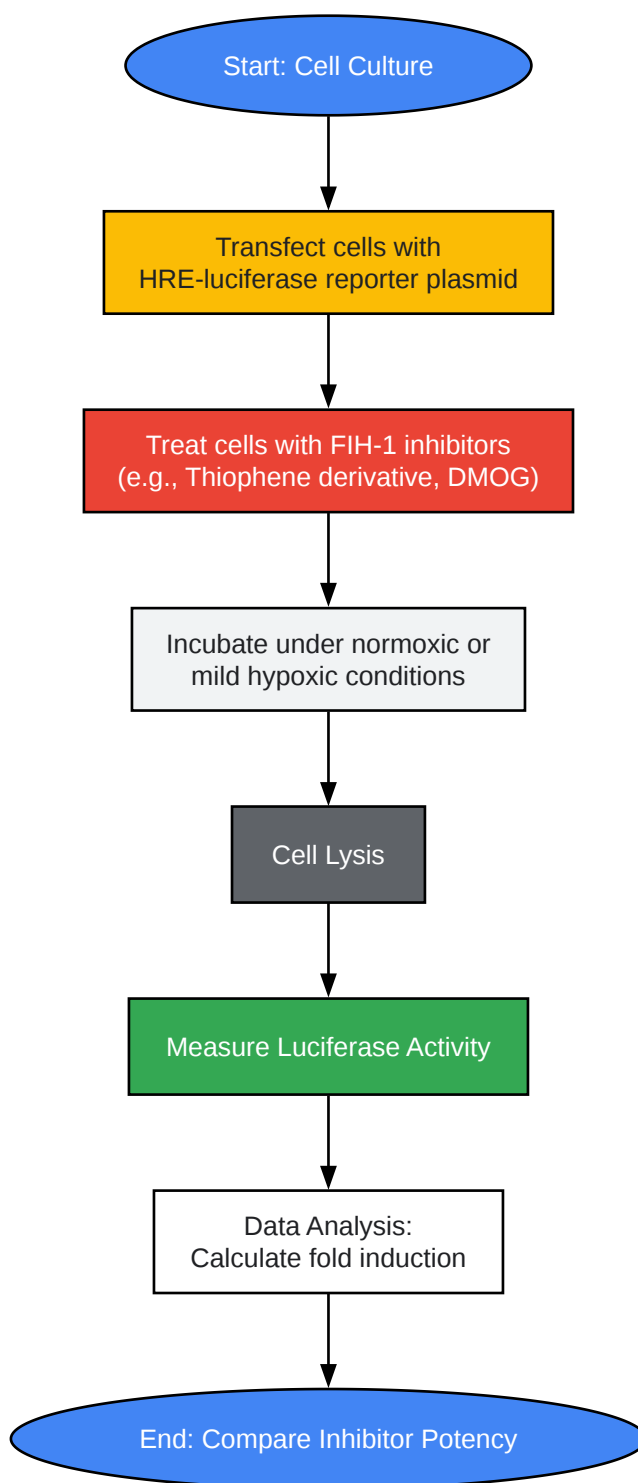 Start: Cell Culture
Transfect cells with
HRE-luciferase reporter plasmid
Treat cells with FIH-1 inhibitors
(e.g., Thiophene derivative, DMOG)
Incubate under normoxic or
mild hypoxic conditions
Cell Lysis
Measure Luciferase Activity
Data Analysis:
Calculate fold induction
End: Compare Inhibitor Potency